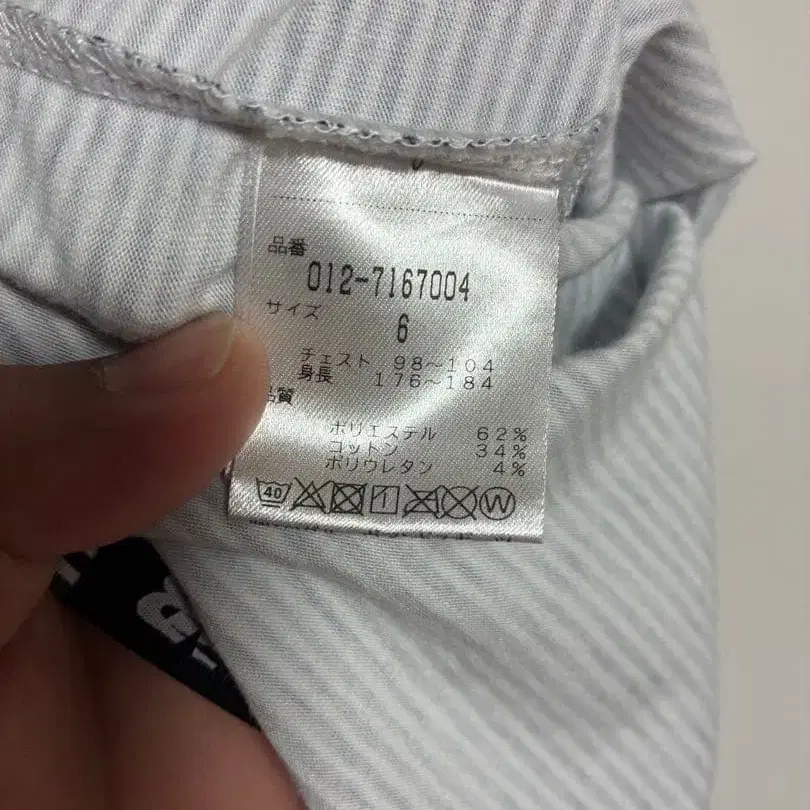 品番
012-7167004
サイズ
6
チェスト 98~104
身長 176~184
品質
ポリエステル 62%
コットン 34%
ポリウレタン 4%
40 W